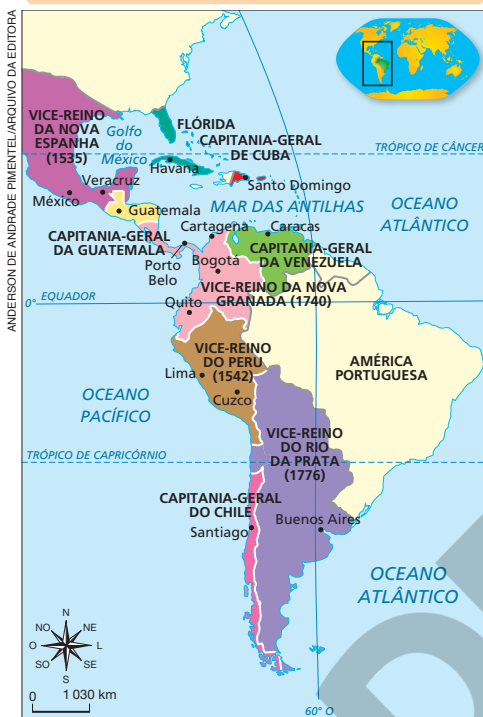 ANDERSON DE ANDRADE PIMENTEL/ARQUIVO DA EDITORA
VICE-REINO
DA NOVA
ESPANHA
(1535)
Golfo
do
México
FLÓRIDA
CAPITANIA-GERAL
DE CUBA
TRÓPICO DE CÂNCER
Havana
Veracruz
México
Santo Domingo
Guatemala
MAR DAS ANTILHAS
OCEANO
ATLÂNTICO
CAPITANIA-GERAL
DA GUATEMALA
Cartagena
Caracas
CAPITANIA-GERAL
DA VENEZUELA
Porto
Belo
Bogotá
VICE-REINO DA NOVA
GRANADA (1740)
0°
EQUADOR
Quito
VICE-REINO
DO PERU
(1542)
AMÉRICA
PORTUGUESA
Lima
Cuzco
OCEANO
PACÍFICO
VICE-REINO
DO RIO
DA PRATA
(1776)
TRÓPICO DE CAPRICÓRNIO
CAPITANIA-GERAL
DO CHILE
Santiago
Buenos Aires
OCEANO
ATLÂNTICO
N
NO
NE
O
L
SO
SE
S
0
1 030 km
60° O